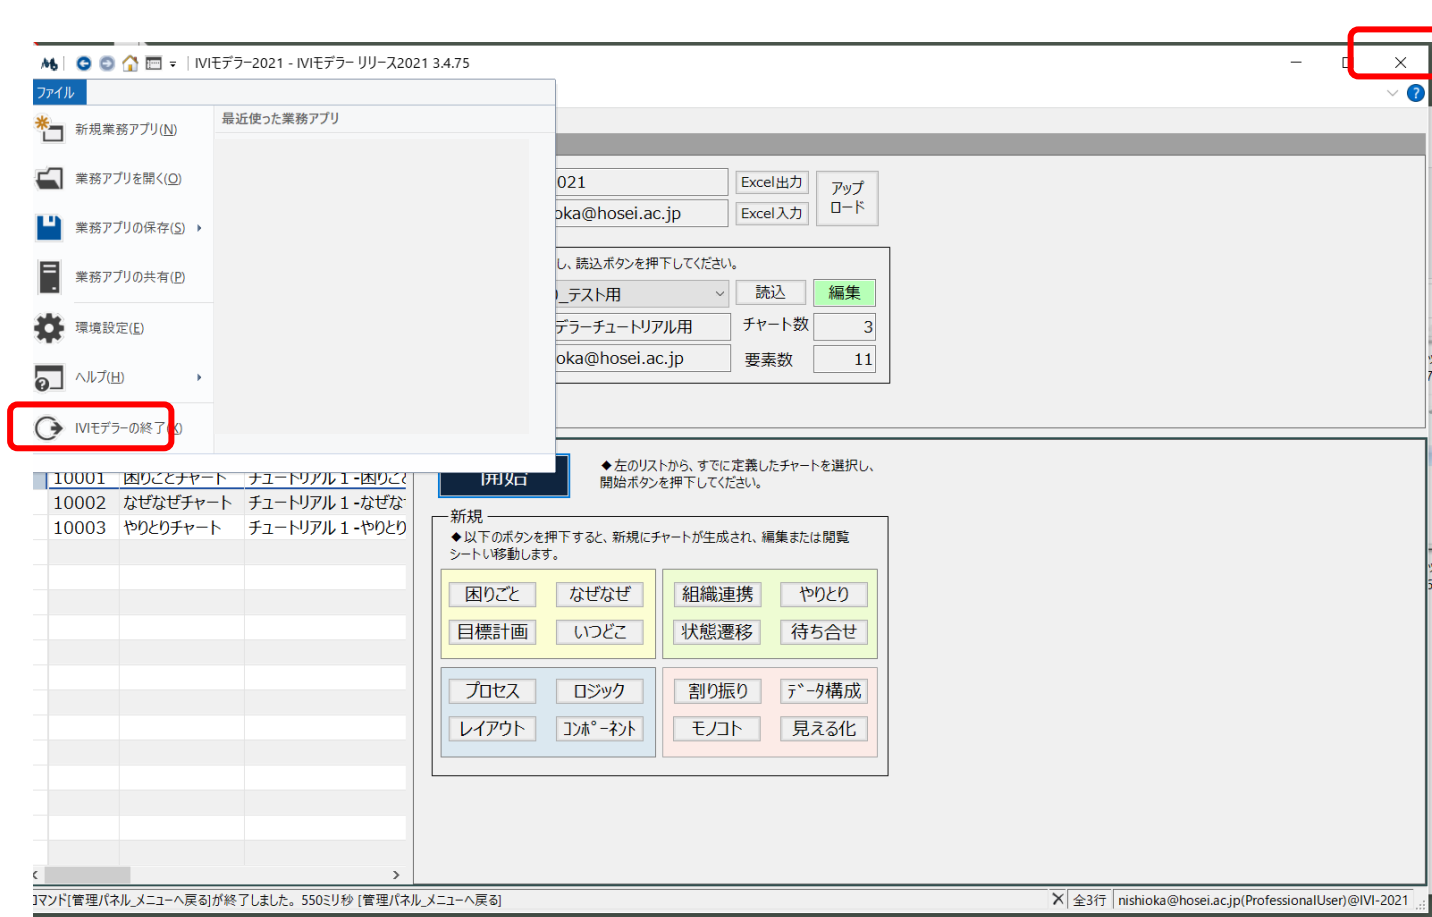 IVIモデラー2021 - IVIモデラー リリース2021 3.4.75
ファイル
最近使った業務アプリ
新規業務アプリ(N)
業務アプリを開く(O)
業務アプリの保存(S)
業務アプリの共有(P)
環境設定(E)
ヘルプ(H)
IVIモデラーの終了(X)
021
Excel出力
アップ
ロード
oka@hosei.ac.jp
Excel入力
し、読込ボタンを押下してください。
_テスト用
読込
編集
デラーチュートリアル用
チャート数
3
oka@hosei.ac.jp
要素数
11
10001 困りごとチャート チュートリアル1-困りごと
10002 なぜなぜチャート チュートリアル1-なぜな
10003 やりとりチャート チュートリアル1-やりとり
開始
◆左のリストから、すでに定義したチャートを選択し、
開始ボタンを押下してください。
新規
◆以下のボタンを押下すると、新規にチャートが生成され、編集または閲覧
シートい移動します。
困りごと なぜなぜ 組織連携 やりとり
目標計画 いつどこ 状態遷移 待ち合せ
プロセス ロジック 割り振り データ構成
レイアウト コンポーネント モノコト 見える化
マンド[管理パネル_メニューへ戻る]が終了しました。550ミリ秒 [管理パネル_メニューへ戻る]
全3行
nishioka@hosei.ac.jp(ProfessionalUser)@IVI-2021